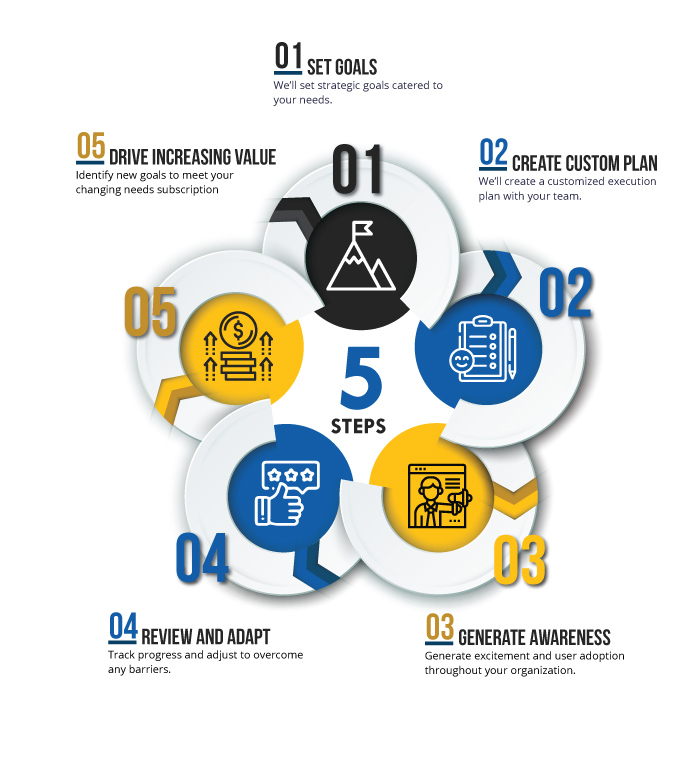 01 SET GOALS
We'll set strategic goals catered to
your needs.
05 DRIVE INCREASING VALUE
Identify new goals to meet your
changing needs subscription
02 CREATE CUSTOM PLAN
We'll create a customized execution
plan with your team.
01
02
05
$
5
STEPS
04
03
04 REVIEW AND ADAPT
Track progress and adjust to overcome
any barriers.
03 GENERATE AWARENESS
Generate excitement and user adoption
throughout your organization.